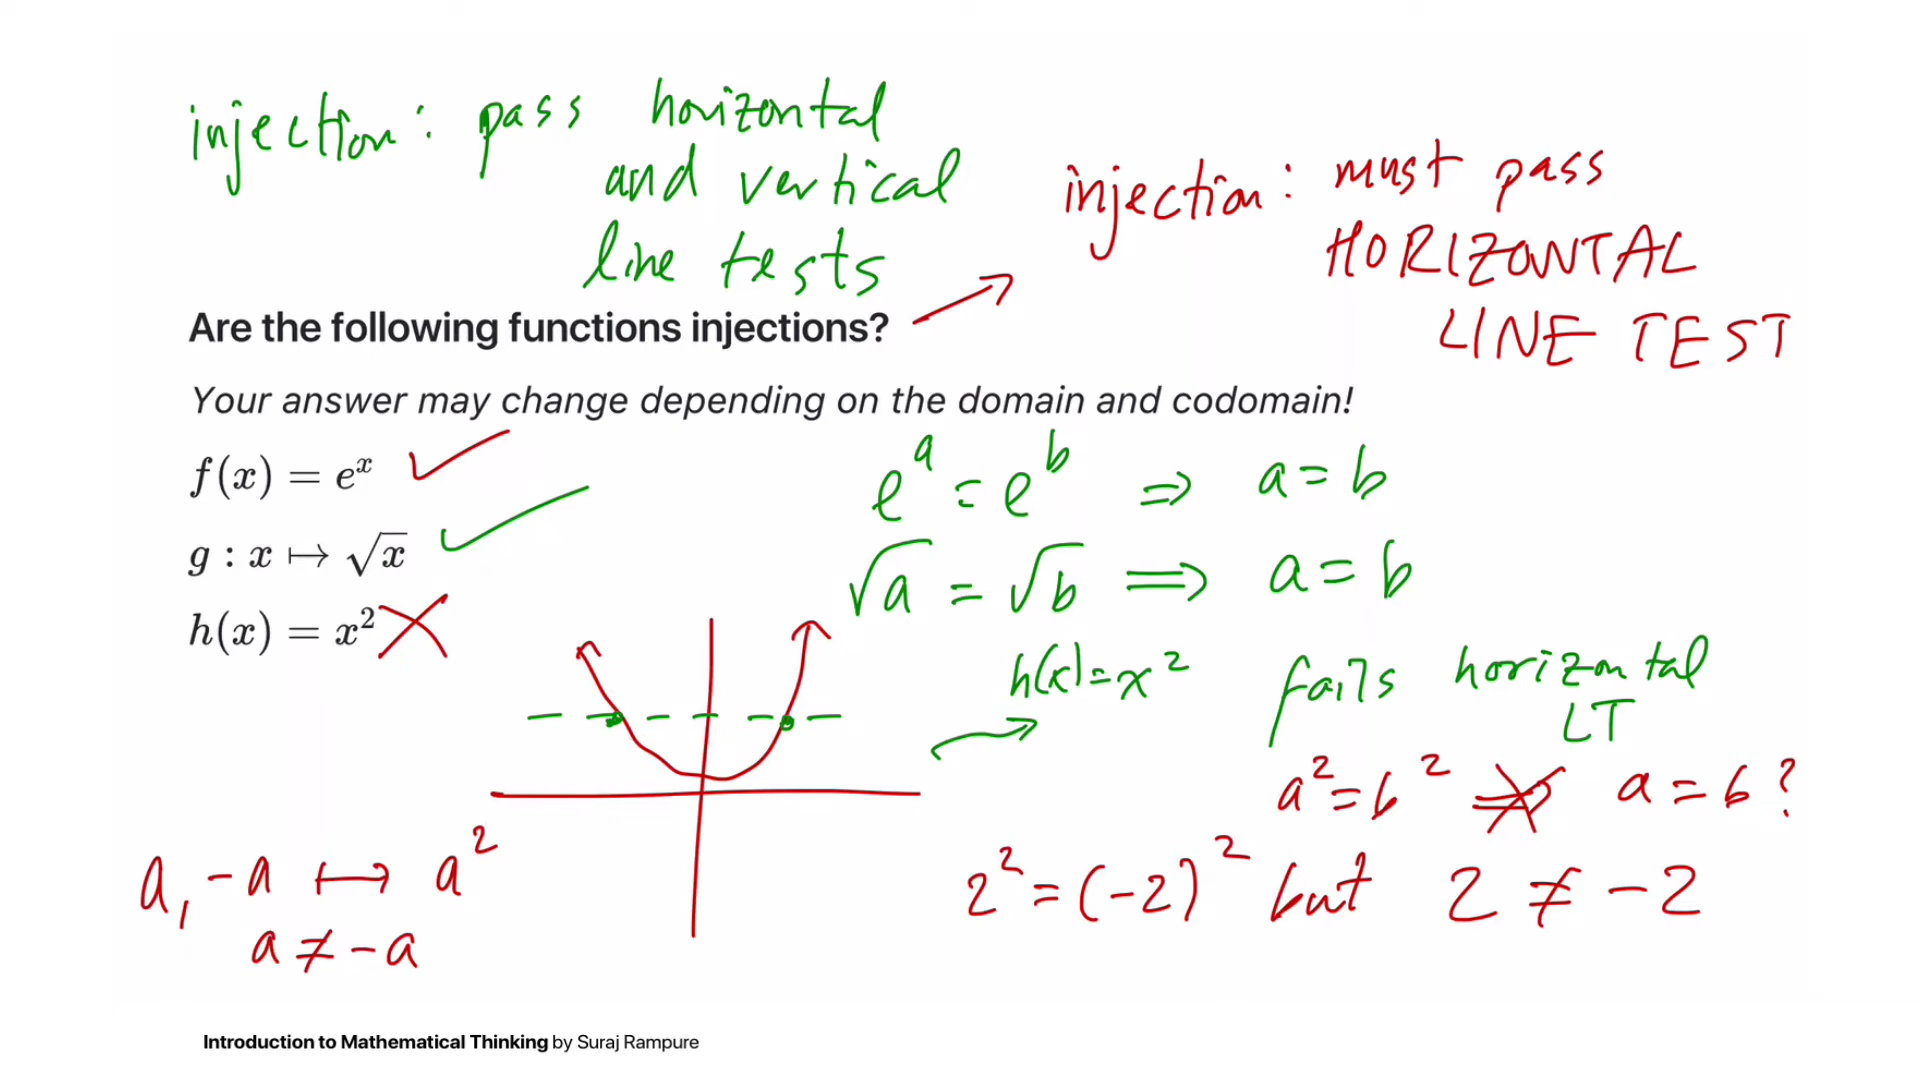 injection: pass horizontal
and vertical
line tests
injection: must pass
HORIZONTAL
LINE TEST
Are the following functions injections?
Your answer may change depending on the domain and codomain!
f(x) = e^x
e^a = e^b ⇒ a = b
g : x ↦ √x
√a = √b ⟹ a = b
h(x) = x²
h(x) = x² fails horizontal
LT
a² = b² ⇏ a = b ?
a, -a ↦ a²
a ≠ -a
2² = (-2)² but 2 ≠ -2
Introduction to Mathematical Thinking by Suraj Rampure